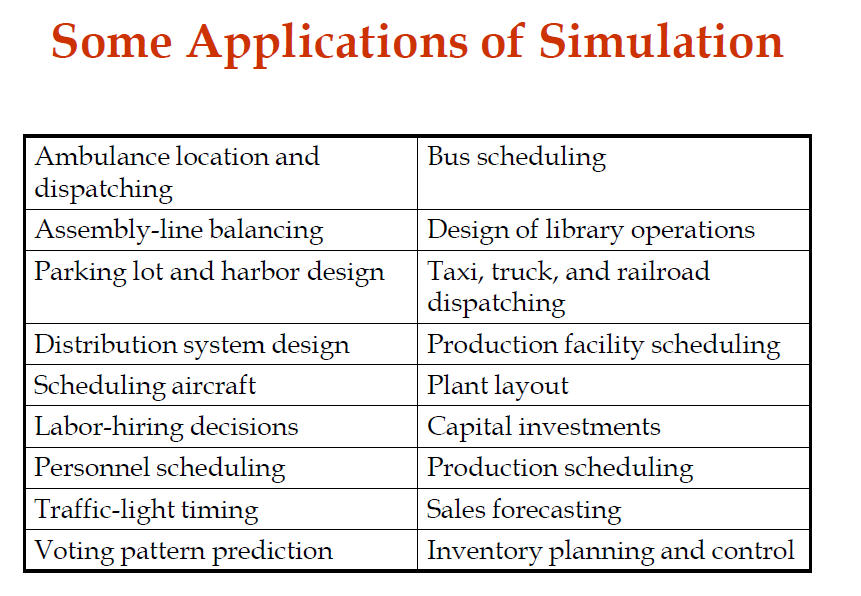 Some Applications of Simulation
Ambulance location and
dispatching
Bus scheduling
Assembly-line balancing
Design of library operations
Parking lot and harbor design
Taxi, truck, and railroad
dispatching
Distribution system design
Production facility scheduling
Scheduling aircraft
Plant layout
Labor-hiring decisions
Capital investments
Personnel scheduling
Production scheduling
Traffic-light timing
Sales forecasting
Voting pattern prediction
Inventory planning and control